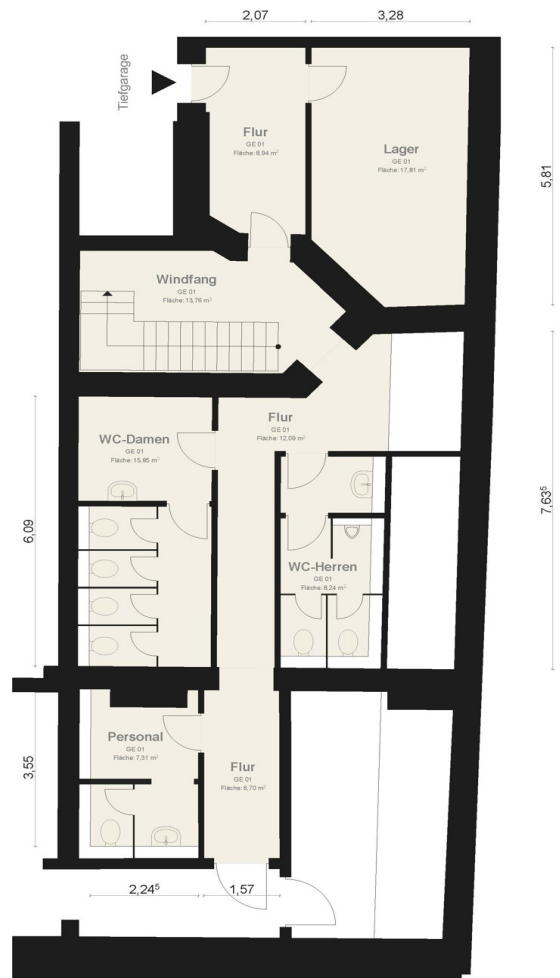 2,07
3,28
Tiefgarage
Flur
GE 01
Fläche: 8,94 m²
Lager
GE 01
Fläche: 17,81 m²
5,81
Windfang
GE 01
Fläche: 13,76 m²
Flur
GE 01
Fläche: 12,09 m²
WC-Damen
GE 01
Fläche: 15,85 m²
6,09
7,63⁵
WC-Herren
GE 01
Fläche: 8,24 m²
Personal
GE 01
Fläche: 7,31 m²
Flur
GE 01
Fläche: 6,70 m²
3,55
2,24⁵
1,57